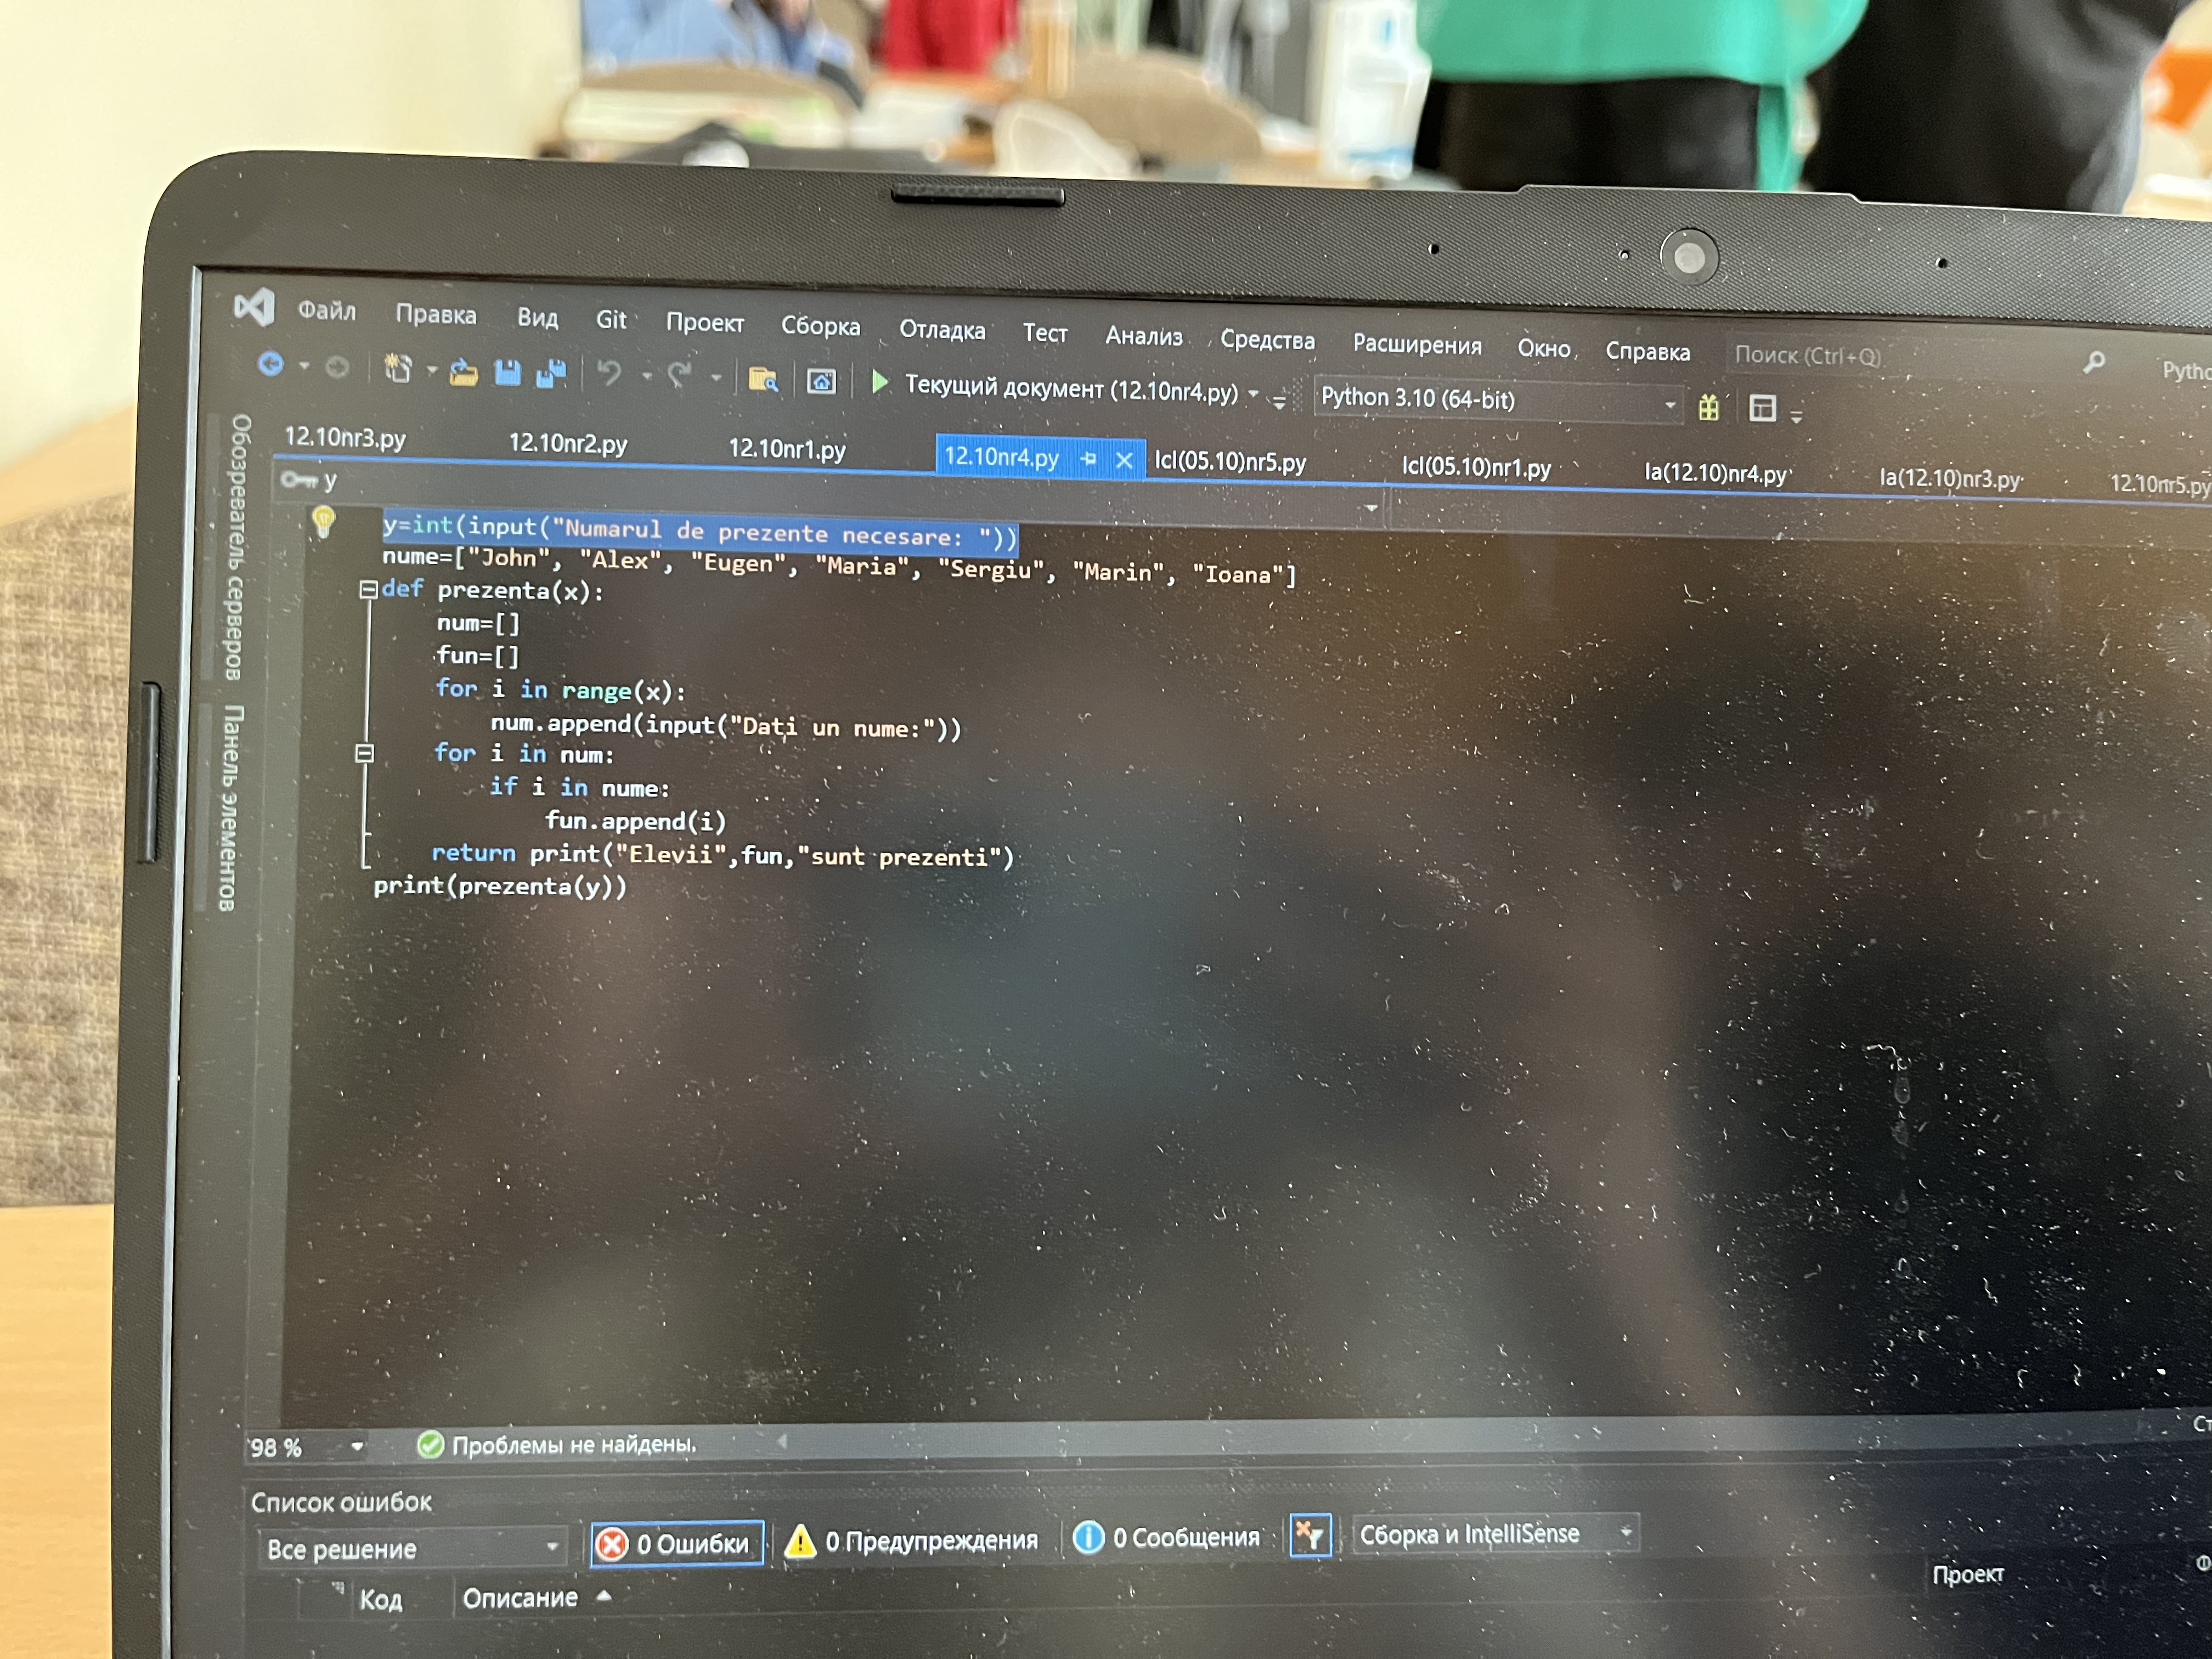 Файл Правка Вид Git Проект Сборка Отладка Тест Анализ Средства Расширения Окно Справка Поиск (Ctrl+Q)
Текущий документ (12.10nr4.py) Python 3.10 (64-bit)
12.10nr3.py 12.10nr2.py 12.10nr1.py 12.10nr4.py lcl(05.10)nr5.py lcl(05.10)nr1.py la(12.10)nr4.py la(12.10)nr3.py 12.10nr5.py
y
Обозреватель серверов
Панель элементов
y=int(input("Numarul de prezente necesare: "))
nume=["John", "Alex", "Eugen", "Maria", "Sergiu", "Marin", "Ioana"]
def prezenta(x):
    num=[]
    fun=[]
    for i in range(x):
        num.append(input("Dati un nume:"))
    for i in num:
        if i in nume:
            fun.append(i)
    return print("Elevii",fun,"sunt prezenti")
print(prezenta(y))
98 % Проблемы не найдены.
Список ошибок
Все решение 0 Ошибки 0 Предупреждения 0 Сообщения Сборка и IntelliSense
Код Описание Проект